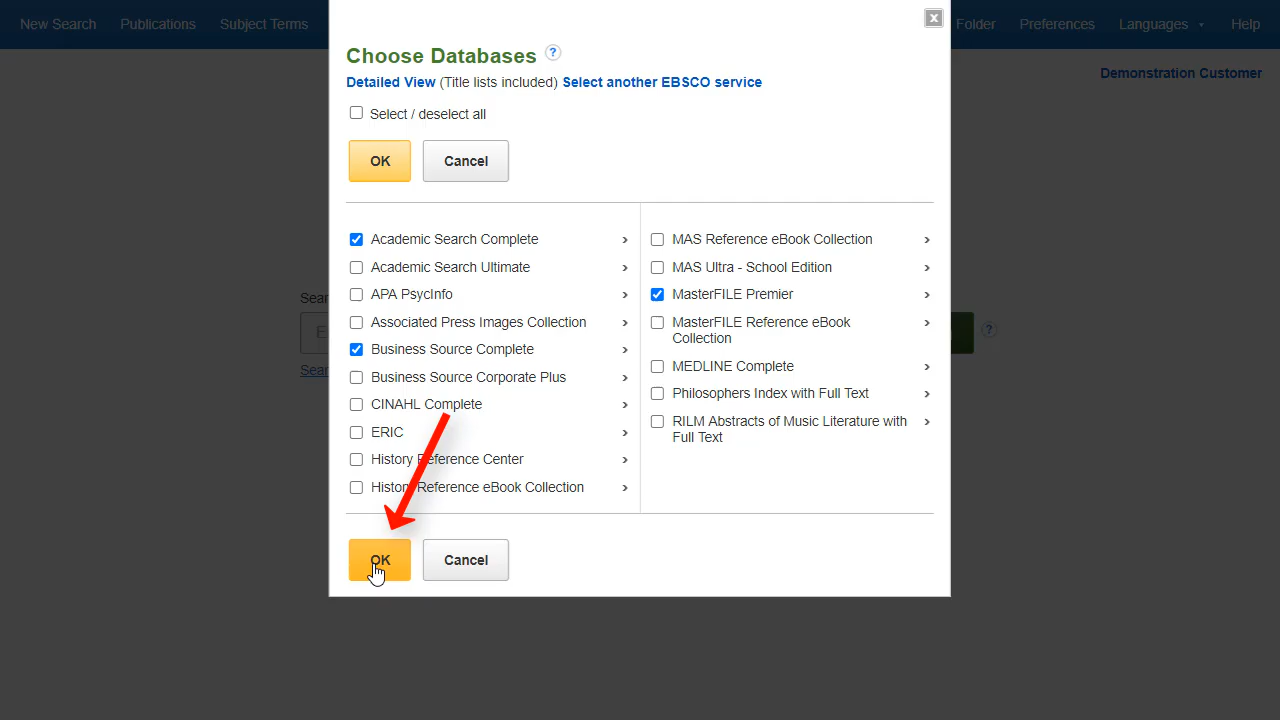 New Search Publications Subject Terms Folder Preferences Languages Help
Demonstration Customer
Choose Databases ?
Detailed View (Title lists included) Select another EBSCO service
Select / deselect all
OK Cancel
Academic Search Complete
Academic Search Ultimate
APA PsycInfo
Associated Press Images Collection
Business Source Complete
Business Source Corporate Plus
CINAHL Complete
ERIC
History Reference Center
History Reference eBook Collection
MAS Reference eBook Collection
MAS Ultra - School Edition
MasterFILE Premier
MasterFILE Reference eBook
Collection
MEDLINE Complete
Philosophers Index with Full Text
RILM Abstracts of Music Literature with
Full Text
?
OK Cancel